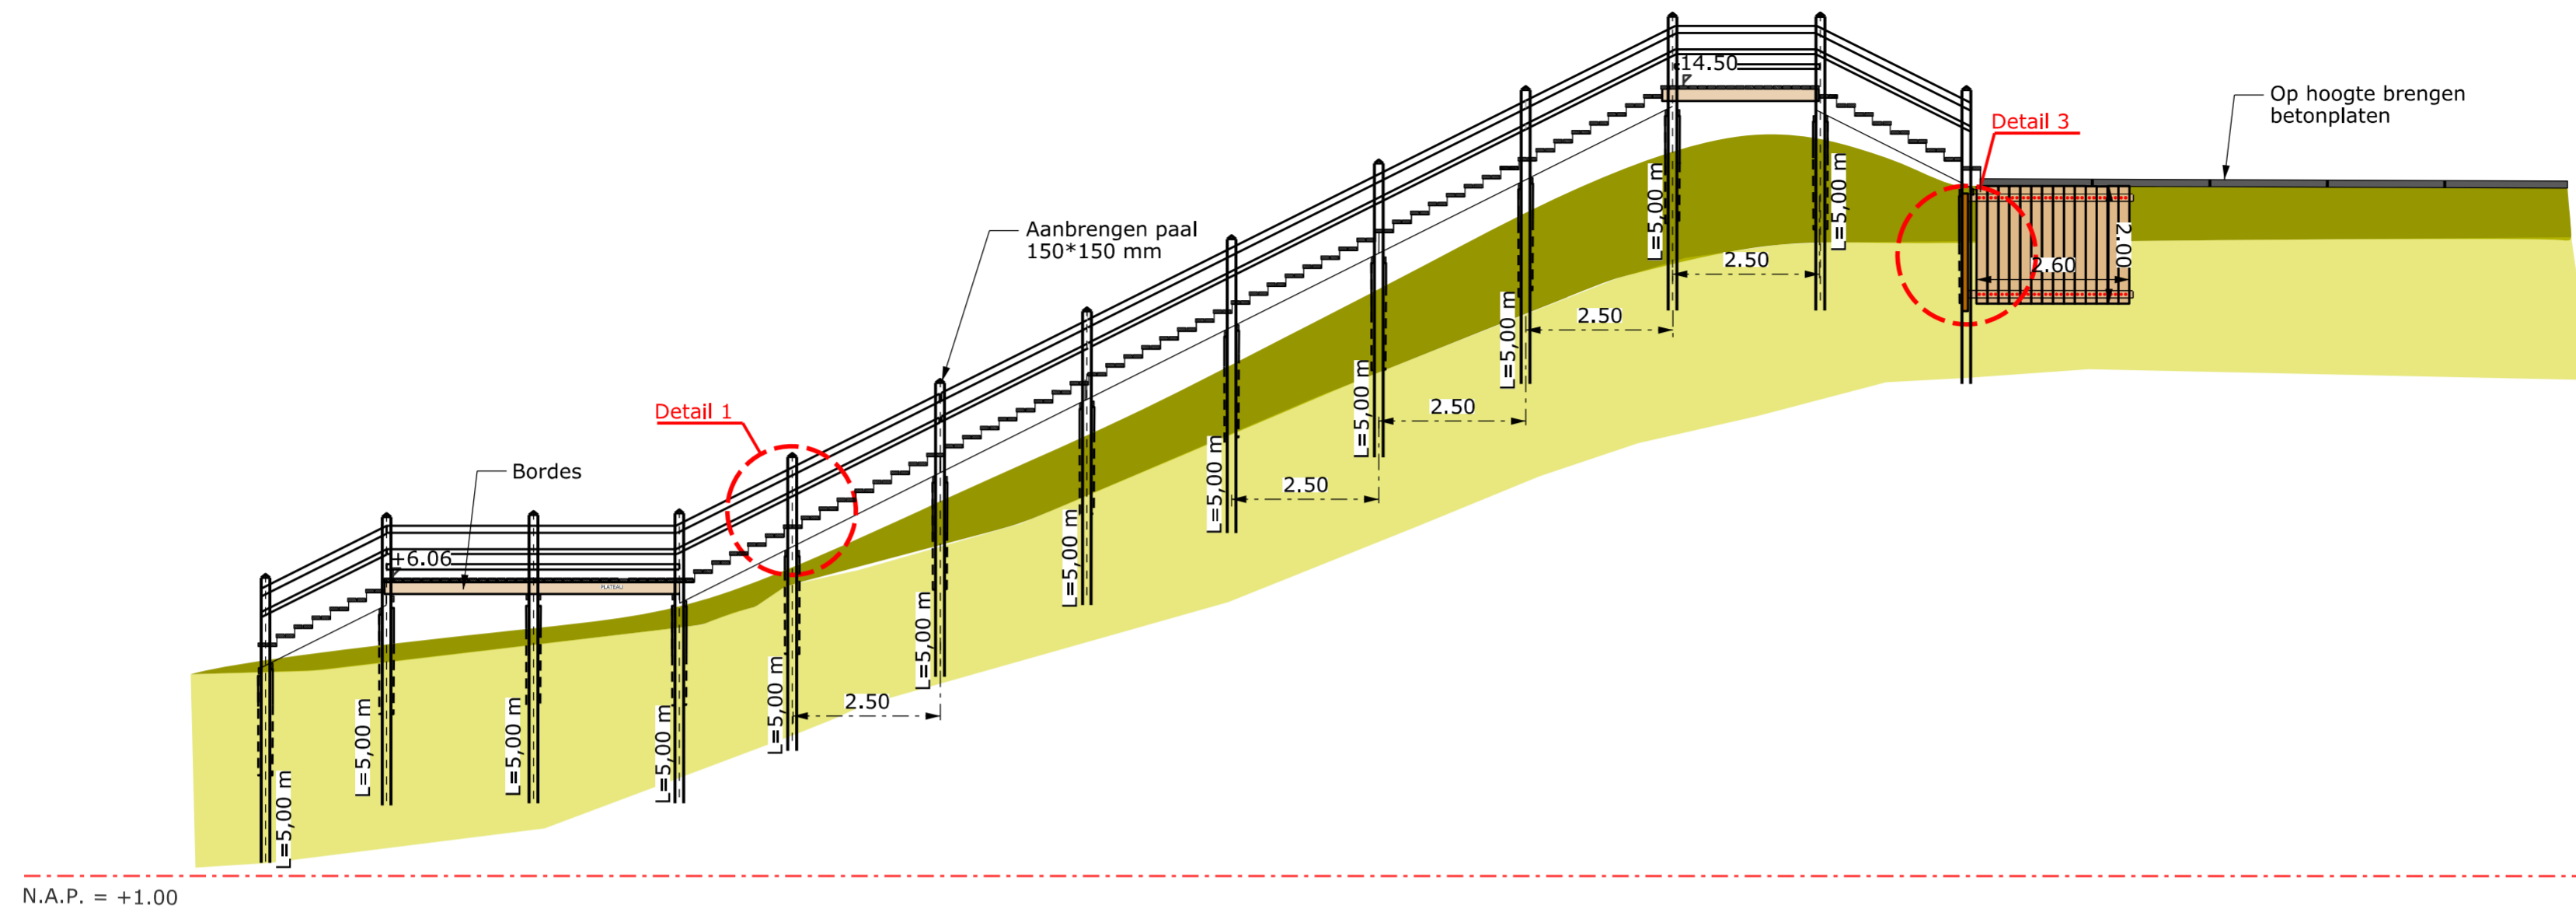 14.50
Op hoogte brengen
betonplaten
Detail 3
Aanbrengen paal
150*150 mm
L=5,00 m
L=5,00 m
2.50
2.00
2.60
L=5,00 m
2.50
L=5,00 m
2.50
Detail 1
L=5,00 m
2.50
Bordes
L=5,00 m
+6.06
PLATEAU
L=5,00 m
L=5,00 m
2.50
L=5,00 m
L=5,00 m
L=5,00 m
L=5,00 m
N.A.P. = +1.00